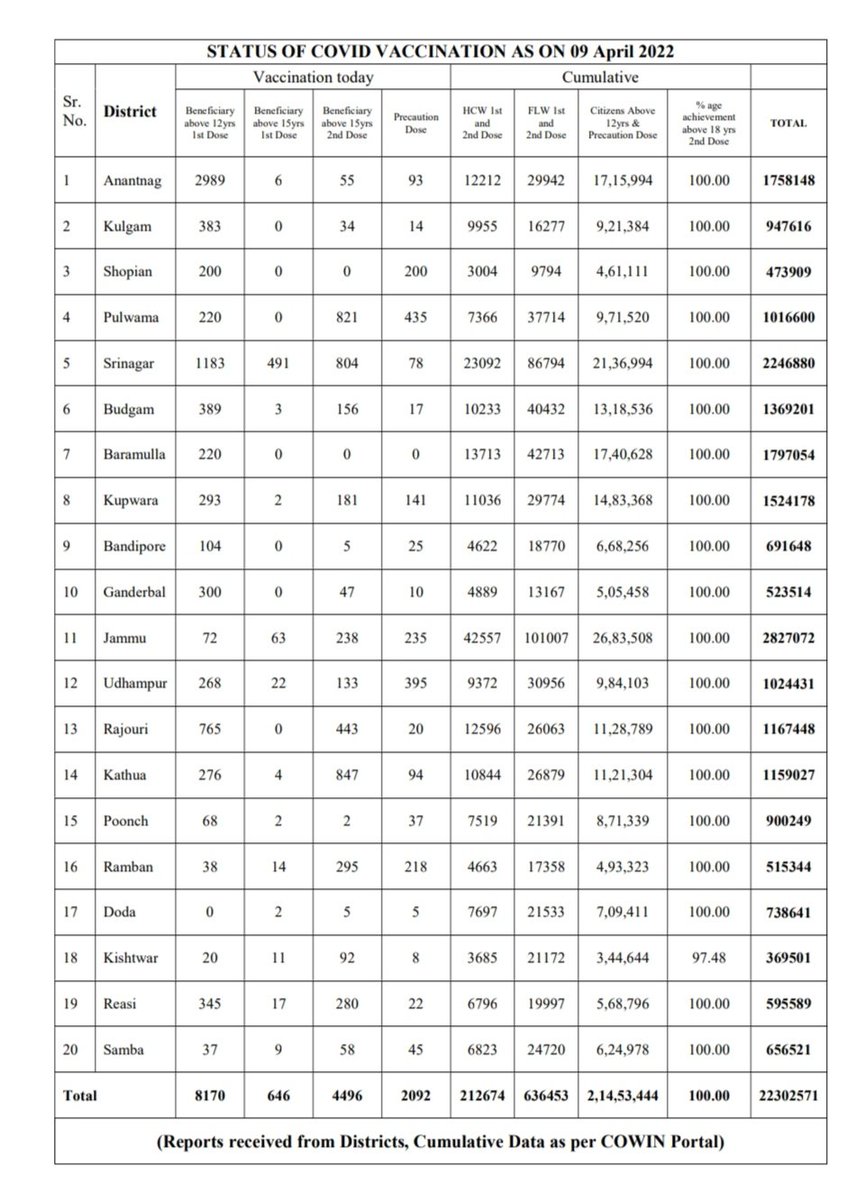 STATUS OF COVID VACCINATION AS ON 09 April 2022
Sr. No. District Vaccination today Cumulative
Beneficiary above 12yrs 1st Dose Beneficiary above 15yrs 1st Dose Beneficiary above 15yrs 2nd Dose Precaution Dose HCW 1st and 2nd Dose FLW 1st and 2nd Dose Citizens Above 12yrs & Precaution Dose % age achievement above 18 yrs 2nd Dose TOTAL
1 Anantnag 2989 6 55 93 12212 29942 17,15,994 100.00 1758148
2 Kulgam 383 0 34 14 9955 16277 9,21,384 100.00 947616
3 Shopian 200 0 0 200 3004 9794 4,61,111 100.00 473909
4 Pulwama 220 0 821 435 7366 37714 9,71,520 100.00 1016600
5 Srinagar 1183 491 804 78 23092 86794 21,36,994 100.00 2246880
6 Budgam 389 3 156 17 10233 40432 13,18,536 100.00 1369201
7 Baramulla 220 0 0 0 13713 42713 17,40,628 100.00 1797054
8 Kupwara 293 2 181 141 11036 29774 14,83,368 100.00 1524178
9 Bandipore 104 0 5 25 4622 18770 6,68,256 100.00 691648
10 Ganderbal 300 0 47 10 4889 13167 5,05,458 100.00 523514
11 Jammu 72 63 238 235 42557 101007 26,83,508 100.00 2827072
12 Udhampur 268 22 133 395 9372 30956 9,84,103 100.00 1024431
13 Rajouri 765 0 443 20 12596 26063 11,28,789 100.00 1167448
14 Kathua 276 4 847 94 10844 26879 11,21,304 100.00 1159027
15 Poonch 68 2 2 37 7519 21391 8,71,339 100.00 900249
16 Ramban 38 14 295 218 4663 17358 4,93,323 100.00 515344
17 Doda 0 2 5 5 7697 21533 7,09,411 100.00 738641
18 Kishtwar 20 11 92 8 3685 21172 3,44,644 97.48 369501
19 Reasi 345 17 280 22 6796 19997 5,68,796 100.00 595589
20 Samba 37 9 58 45 6823 24720 6,24,978 100.00 656521
Total 8170 646 4496 2092 212674 636453 2,14,53,444 100.00 22302571
(Reports received from Districts, Cumulative Data as per COWIN Portal)